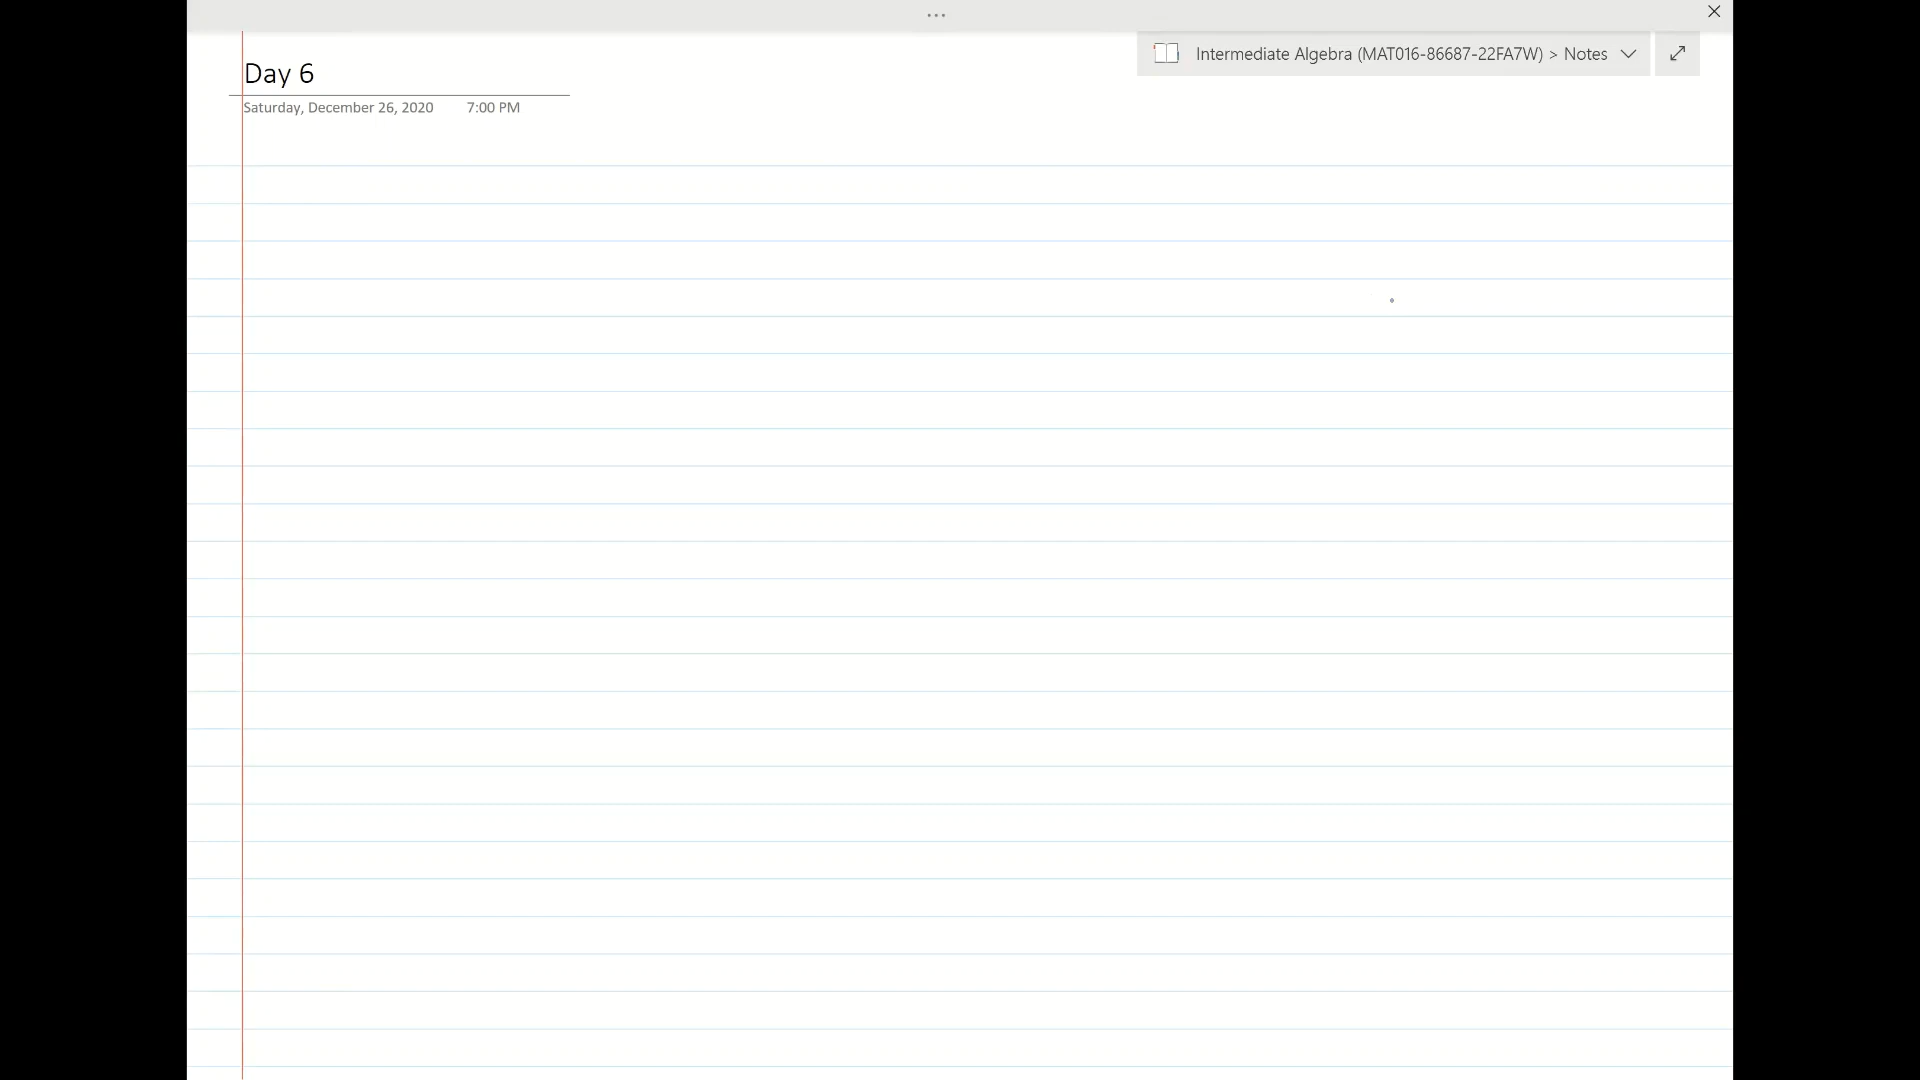 Intermediate Algebra (MAT016-86687-22FA7W) > Notes
Day 6
Saturday, December 26, 2020 7:00 PM